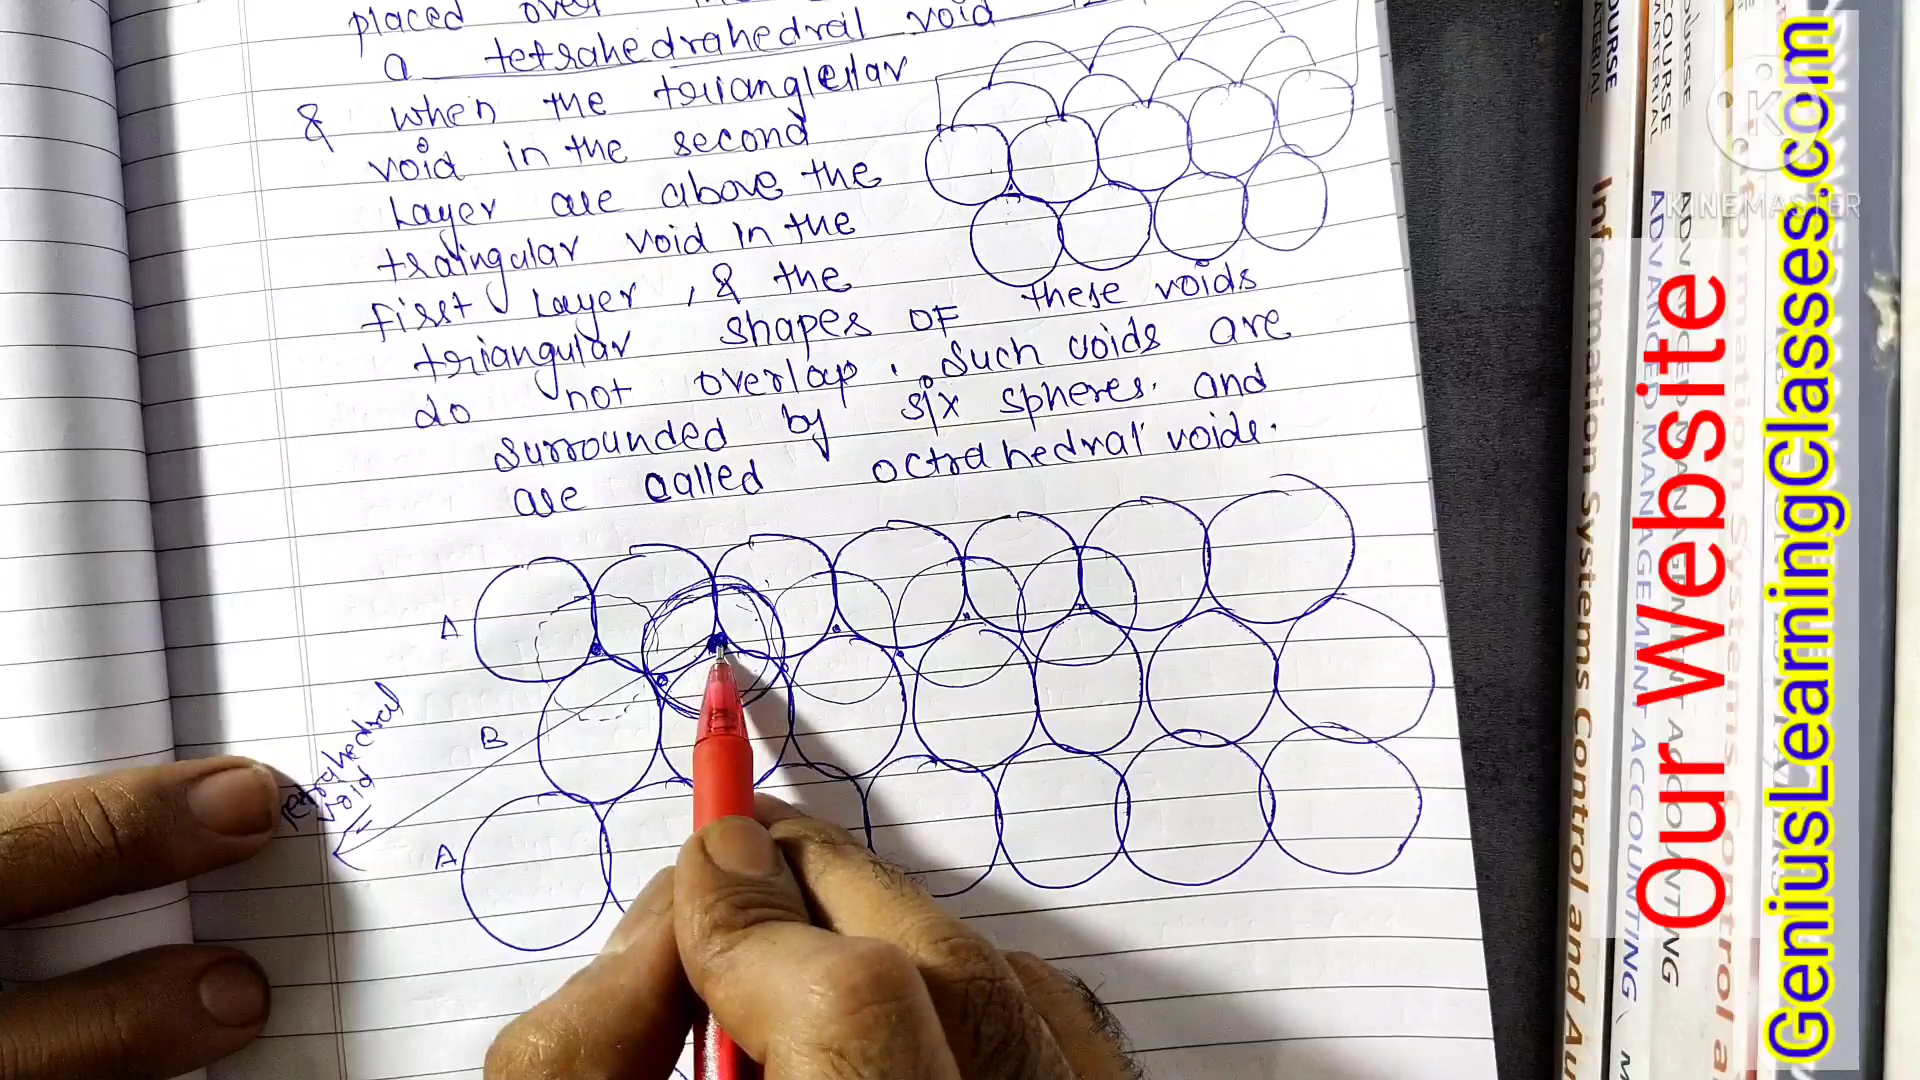 placed over
a tetrahedrahedral void
& when the trianglelar
void in the second
Layer are above the
traingular void in the
first Layer, & the
triangular shapes OF these voids
do not overlap. Such voids are
surrounded by six spheres. and
are called octrahedral voids.
A
B
A
tetrahedral
void
KINEMASTER
Our Website
GeniusLearningClasses.com
Information Systems Control and Au
ADVANCED MANAGEMENT ACCOUNTING
COURSE
MATERIAL